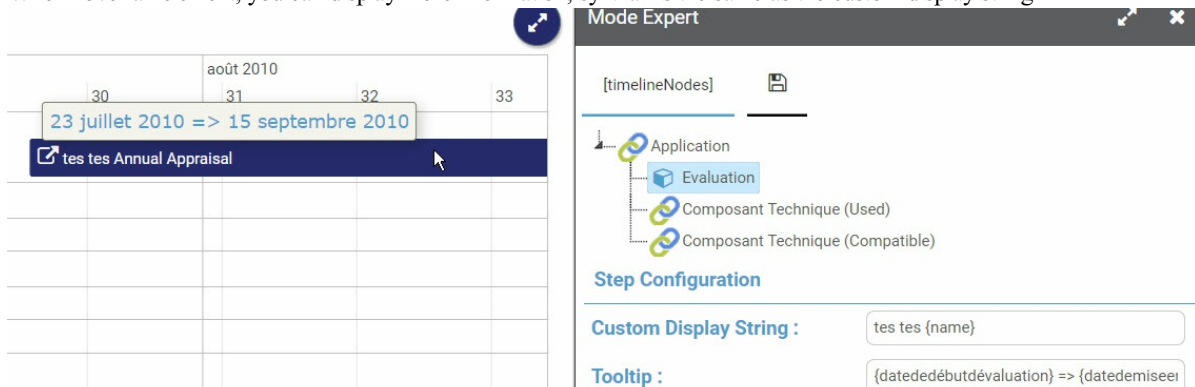 Mode Expert
août 2010
30 31 32 33
23 juillet 2010 => 15 septembre 2010
tes tes Annual Appraisal
[timelineNodes]
Application
Evaluation
Composant Technique (Used)
Composant Technique (Compatible)
Step Configuration
Custom Display String :
tes tes {name}
Tooltip :
{datededébutdévaluation} => {datedemiseei